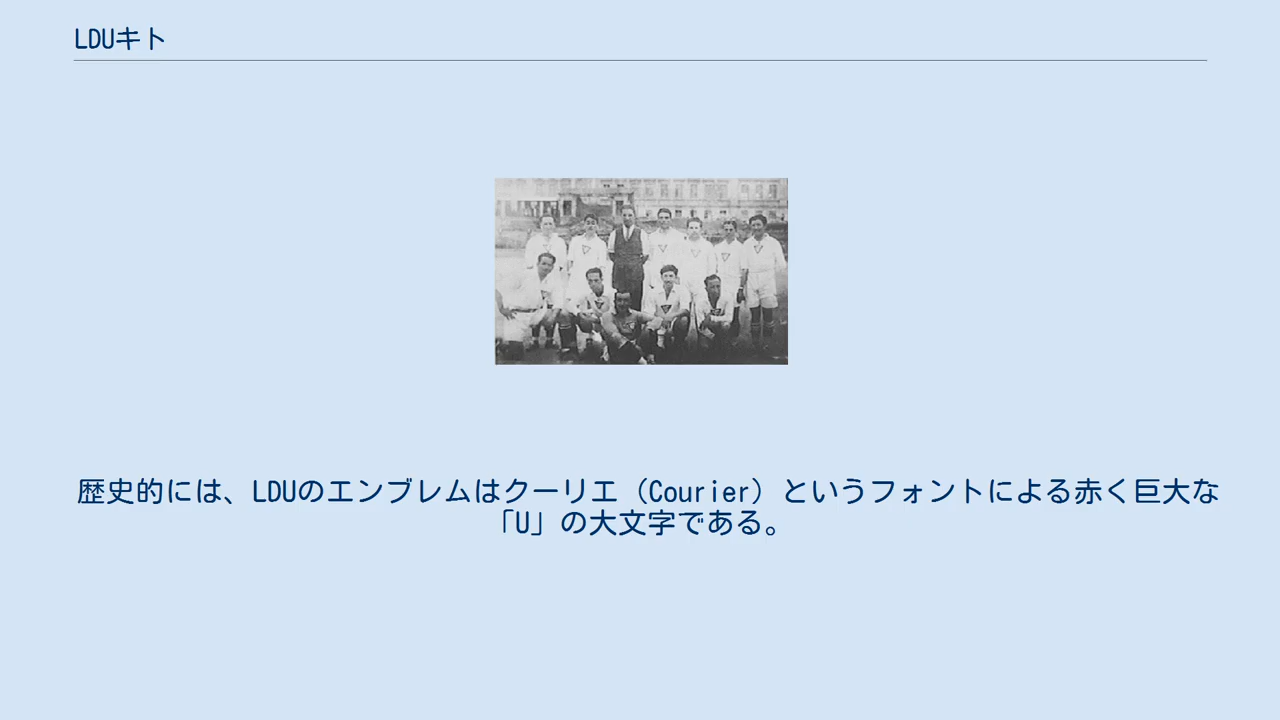 LDUキト
歴史的には、LDUのエンブレムはクーリエ（Courier）というフォントによる赤く巨大な
「U」の大文字である。